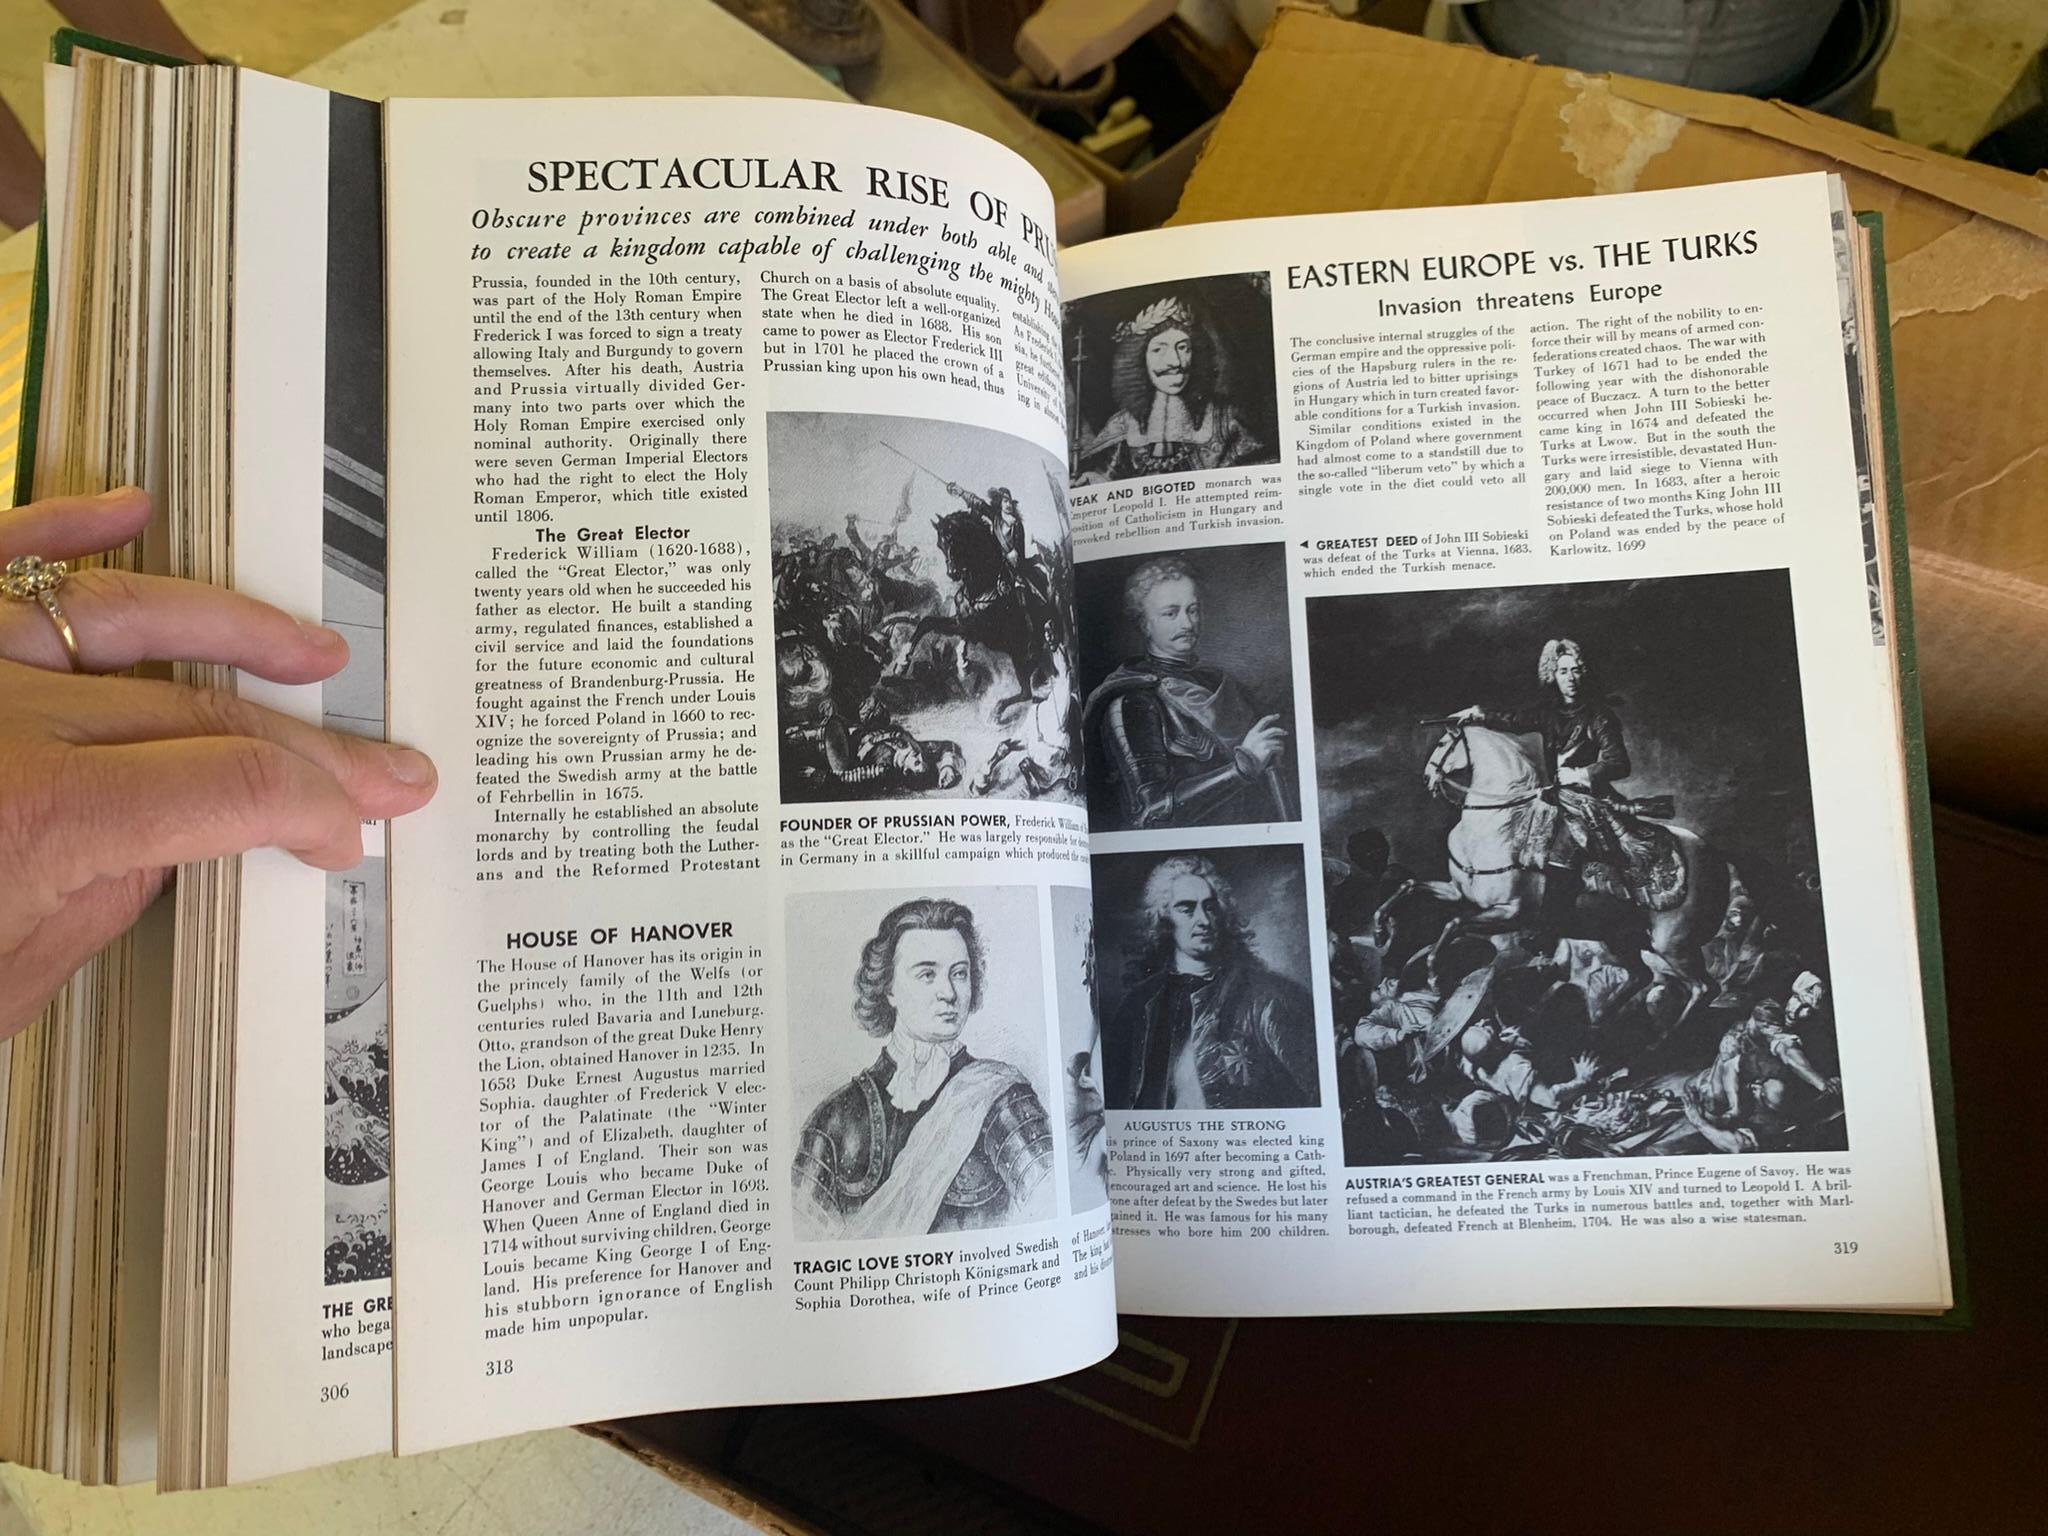 SPECTACULAR RISE OF
Obscure provinces are combined under both able and
to create a kingdom capable of challenging the mighty
Prussia, founded in the 10th century,
was part of the Holy Roman Empire
until the end of the 13th century when
Frederick I was forced to sign a treaty
allowing Italy and Burgundy to govern
themselves. After his death, Austria
and Prussia virtually divided Ger-
many into two parts over which the
Holy Roman Empire exercised only
nominal authority. Originally there
were seven German Imperial Electors
who had the right to elect the Holy
Roman Emperor, which title existed
until 1806.
The Great Elector
Frederick William (1620-1688),
called the “Great Elector,” was only
twenty years old when he succeeded his
father as elector. He built a standing
army, regulated finances, established a
civil service and laid the foundations
for the future economic and cultural
greatness of Brandenburg-Prussia. He
fought against the French under Louis
XIV; he forced Poland in 1660 to rec-
ognize the sovereignty of Prussia; and
leading his own Prussian army he de-
feated the Swedish army at the battle
of Fehrbellin in 1675.
Internally he established an absolute
monarchy by controlling the feudal
lords and by treating both the Luther-
ans and the Reformed Protestant
Church on a basis of absolute equality.
The Great Elector left a well-organized
state when he died in 1688. His son
came to power as Elector Frederick III
but in 1701 he placed the crown of a
Prussian king upon his own head, thus
establishing the
As Frederick
sia, he
great
University of
ing in
FOUNDER OF PRUSSIAN POWER, Frederick William of
as the “Great Elector.” He was largely responsible for
in Germany in a skillful campaign which produced the
HOUSE OF HANOVER
The House of Hanover has its origin in
the princely family of the Welfs (or
Guelphs) who, in the 11th and 12th
centuries ruled Bavaria and Luneburg.
Otto, grandson of the great Duke Henry
the Lion, obtained Hanover in 1235. In
1658 Duke Ernest Augustus married
Sophia, daughter of Frederick V elec-
tor of the Palatinate (the “Winter
King”) and of Elizabeth, daughter of
James I of England. Their son was
George Louis who became Duke of
Hanover and German Elector in 1698.
When Queen Anne of England died in
1714 without surviving children, George
Louis became King George I of Eng-
land. His preference for Hanover and
his stubborn ignorance of English
made him unpopular.
TRAGIC LOVE STORY involved Swedish
Count Philipp Christoph Königsmark and
Sophia Dorothea, wife of Prince George
of Hanover,
The king
and his
318
THE GRE
who bega
landscape
306
EASTERN EUROPE vs. THE TURKS
Invasion threatens Europe
WEAK AND BIGOTED monarch was
Emperor Leopold I. He attempted reim-
position of Catholicism in Hungary and
provoked rebellion and Turkish invasion.
The conclusive internal struggles of the
German empire and the oppressive poli-
cies of the Hapsburg rulers in the re-
gions of Austria led to bitter uprisings
in Hungary which in turn created favor-
able conditions for a Turkish invasion.
Similar conditions existed in the
Kingdom of Poland where government
had almost come to a standstill due to
the so-called “liberum veto” by which a
single vote in the diet could veto all
action. The right of the nobility to en-
force their will by means of armed con-
federations created chaos. The war with
Turkey of 1671 had to be ended the
following year with the dishonorable
peace of Buczacz. A turn to the better
occurred when John III Sobieski be-
came king in 1674 and defeated the
Turks at Lwow. But in the south the
Turks were irresistible, devastated Hun-
gary and laid siege to Vienna with
200,000 men. In 1683, after a heroic
resistance of two months King John III
Sobieski defeated the Turks, whose hold
on Poland was ended by the peace of
Karlowitz, 1699
◄ GREATEST DEED of John III Sobieski
was defeat of the Turks at Vienna, 1683,
which ended the Turkish menace.
AUGUSTUS THE STRONG
is prince of Saxony was elected king
Poland in 1697 after becoming a Cath-
c. Physically very strong and gifted,
encouraged art and science. He lost his
one after defeat by the Swedes but later
ained it. He was famous for his many
stresses who bore him 200 children.
AUSTRIA'S GREATEST GENERAL was a Frenchman, Prince Eugene of Savoy. He was
refused a command in the French army by Louis XIV and turned to Leopold I. A bril-
liant tactician, he defeated the Turks in numerous battles and, together with Marl-
borough, defeated French at Blenheim, 1704. He was also a wise statesman.
319